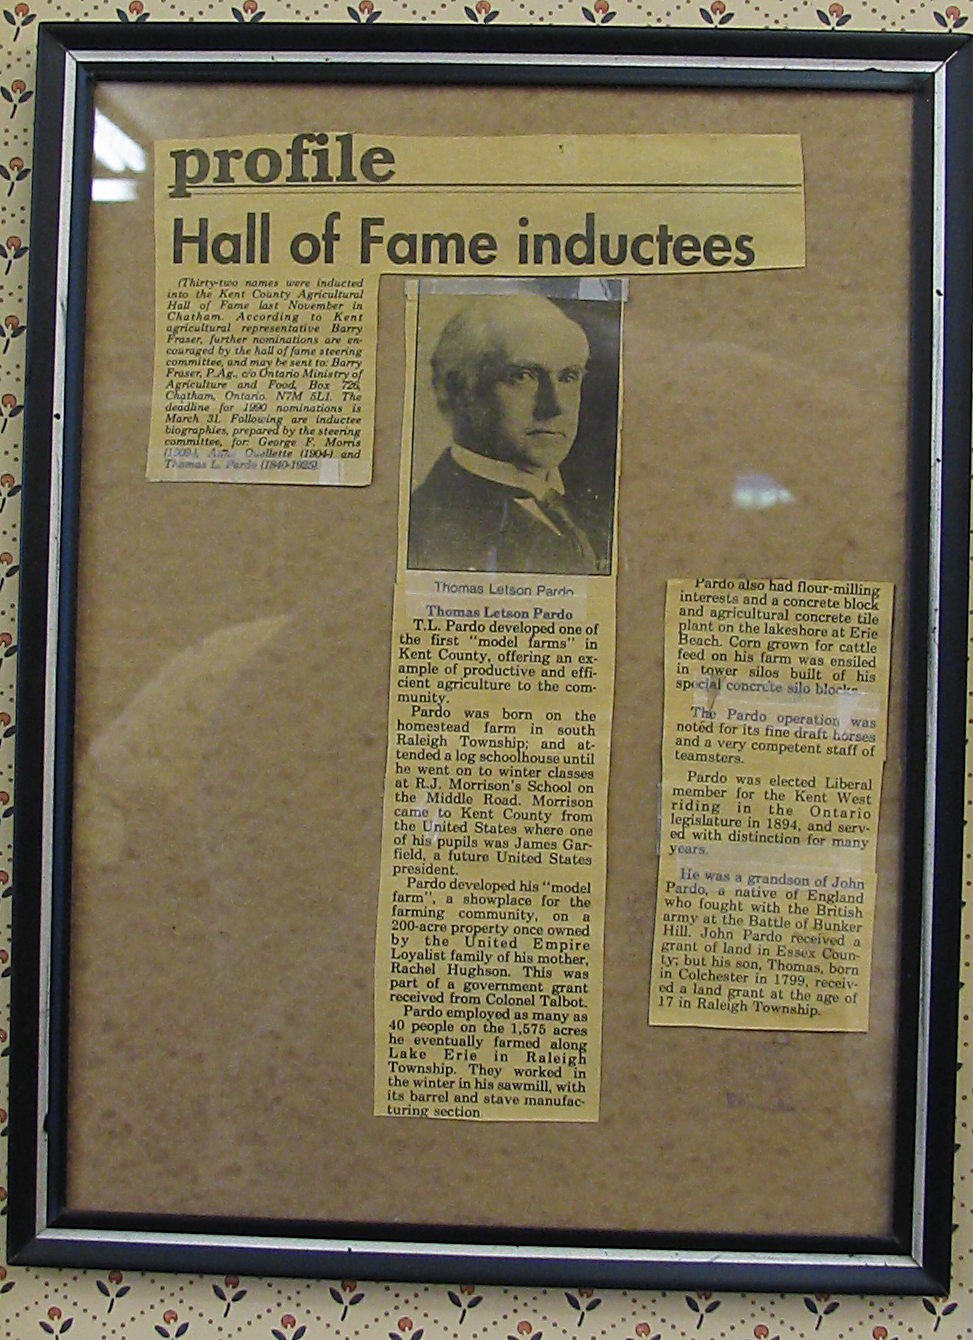 profile
Hall of Fame inductees
(Thirty-two names were inducted
into the Kent County Agricultural
Hall of Fame last November in
Chatham. According to Kent
agricultural representative Barry
Fraser, further nominations are en-
couraged by the hall of fame steering
committee, and may be sent to: Barry
Fraser, P.Ag., c/o Ontario Ministry of
Agriculture and Food, Box 726,
Chatham, Ontario. N7M 5L1. The
deadline for 1990 nominations is
March 31. Following are inductee
biographies, prepared by the steering
committee, for: George F. Morris
Ouellette (1904-) and
Thomas L. Pardo (1840-1925).
Thomas Letson Pardo
Thomas Letson Pardo
T.L. Pardo developed one of
the first "model farms" in
Kent County, offering an ex-
ample of productive and effi-
cient agriculture to the com-
munity.
Pardo was born on the
homestead farm in south
Raleigh Township; and at-
tended a log schoolhouse until
he went on to winter classes
at R.J. Morrison's School on
the Middle Road. Morrison
came to Kent County from
the United States where one
of his pupils was James Gar-
field, a future United States
president.
Pardo developed his "model
farm", a showplace for the
farming community, on a
200-acre property once owned
by the United Empire
Loyalist family of his mother,
Rachel Hughson. This was
part of a government grant
received from Colonel Talbot.
Pardo employed as many as
40 people on the 1,575 acres
he eventually farmed along
Lake Erie in Raleigh
Township. They worked in
the winter in his sawmill, with
its barrel and stave manufac-
turing section
Pardo also had flour-milling
interests and a concrete block
and agricultural concrete tile
plant on the lakeshore at Erie
Beach. Corn grown for cattle
feed on his farm was ensiled
in tower silos built of his
special concrete silo blocks.
The Pardo operation was
noted for its fine draft horses
and a very competent staff of
teamsters.
Pardo was elected Liberal
member for the Kent West
riding in the Ontario
legislature in 1894, and serv-
ed with distinction for many
years.
He was a grandson of John
Pardo, a native of England
who fought with the British
army at the Battle of Bunker
Hill. John Pardo received a
grant of land in Essex Coun-
ty; but his son, Thomas, born
in Colchester in 1799, receiv-
ed a land grant at the age of
17 in Raleigh Township.